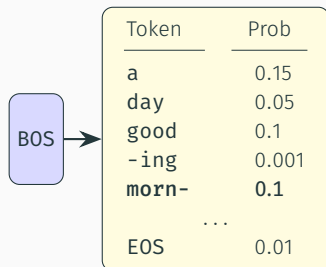 Token Prob
BOS
a 0.15
day 0.05
good 0.1
-ing 0.001
morn- 0.1
...
EOS 0.01